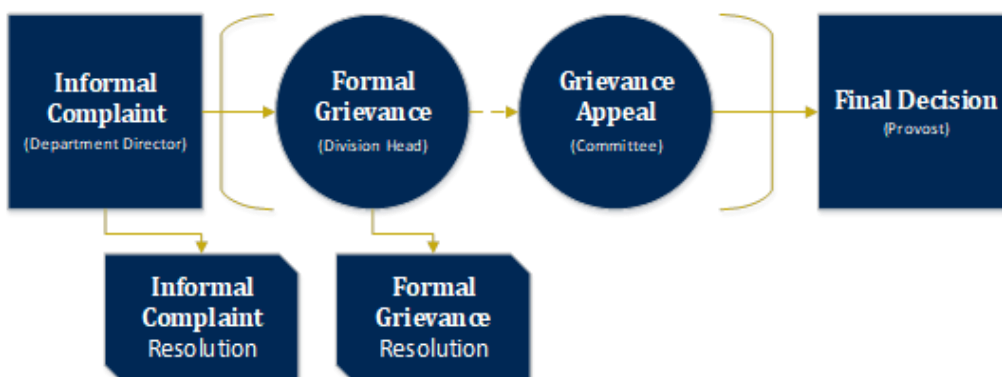 Informal
Complaint
(Department Director)
Formal
Grievance
(Division Head)
Grievance
Appeal
(Committee)
Final Decision
(Provost)
Informal
Complaint
Resolution
Formal
Grievance
Resolution